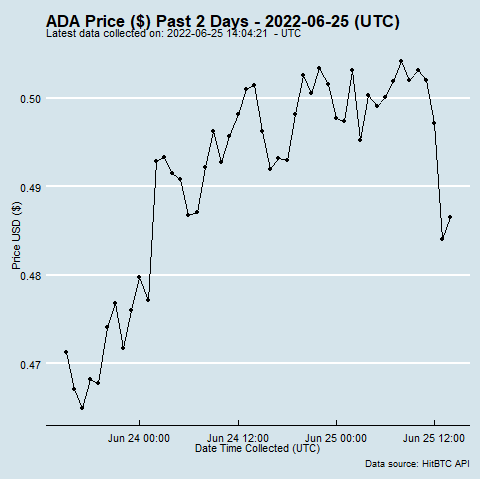 ADA Price ($) Past 2 Days - 2022-06-25 (UTC)
Latest data collected on: 2022-06-25 14:04:21  - UTC
0.50
0.49
0.48
0.47
Price USD ($)
Jun 24 00:00 Jun 24 12:00 Jun 25 00:00 Jun 25 12:00
Date Time Collected (UTC)
Data source: HitBTC API